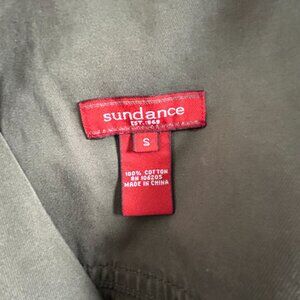 sundance
EST. 1969
S
100% COTTON
RN 106205
MADE IN CHINA